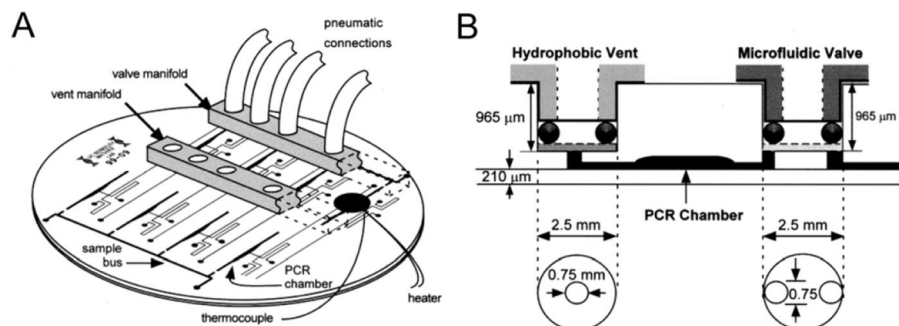 A
pneumatic
connections
valve manifold
vent manifold
sample
bus
PCR
chamber
thermocouple
heater
B
Hydrophobic Vent
Microfluidic Valve
965 μm
965 μm
210 μm
PCR Chamber
2.5 mm
2.5 mm
0.75 mm
0.75